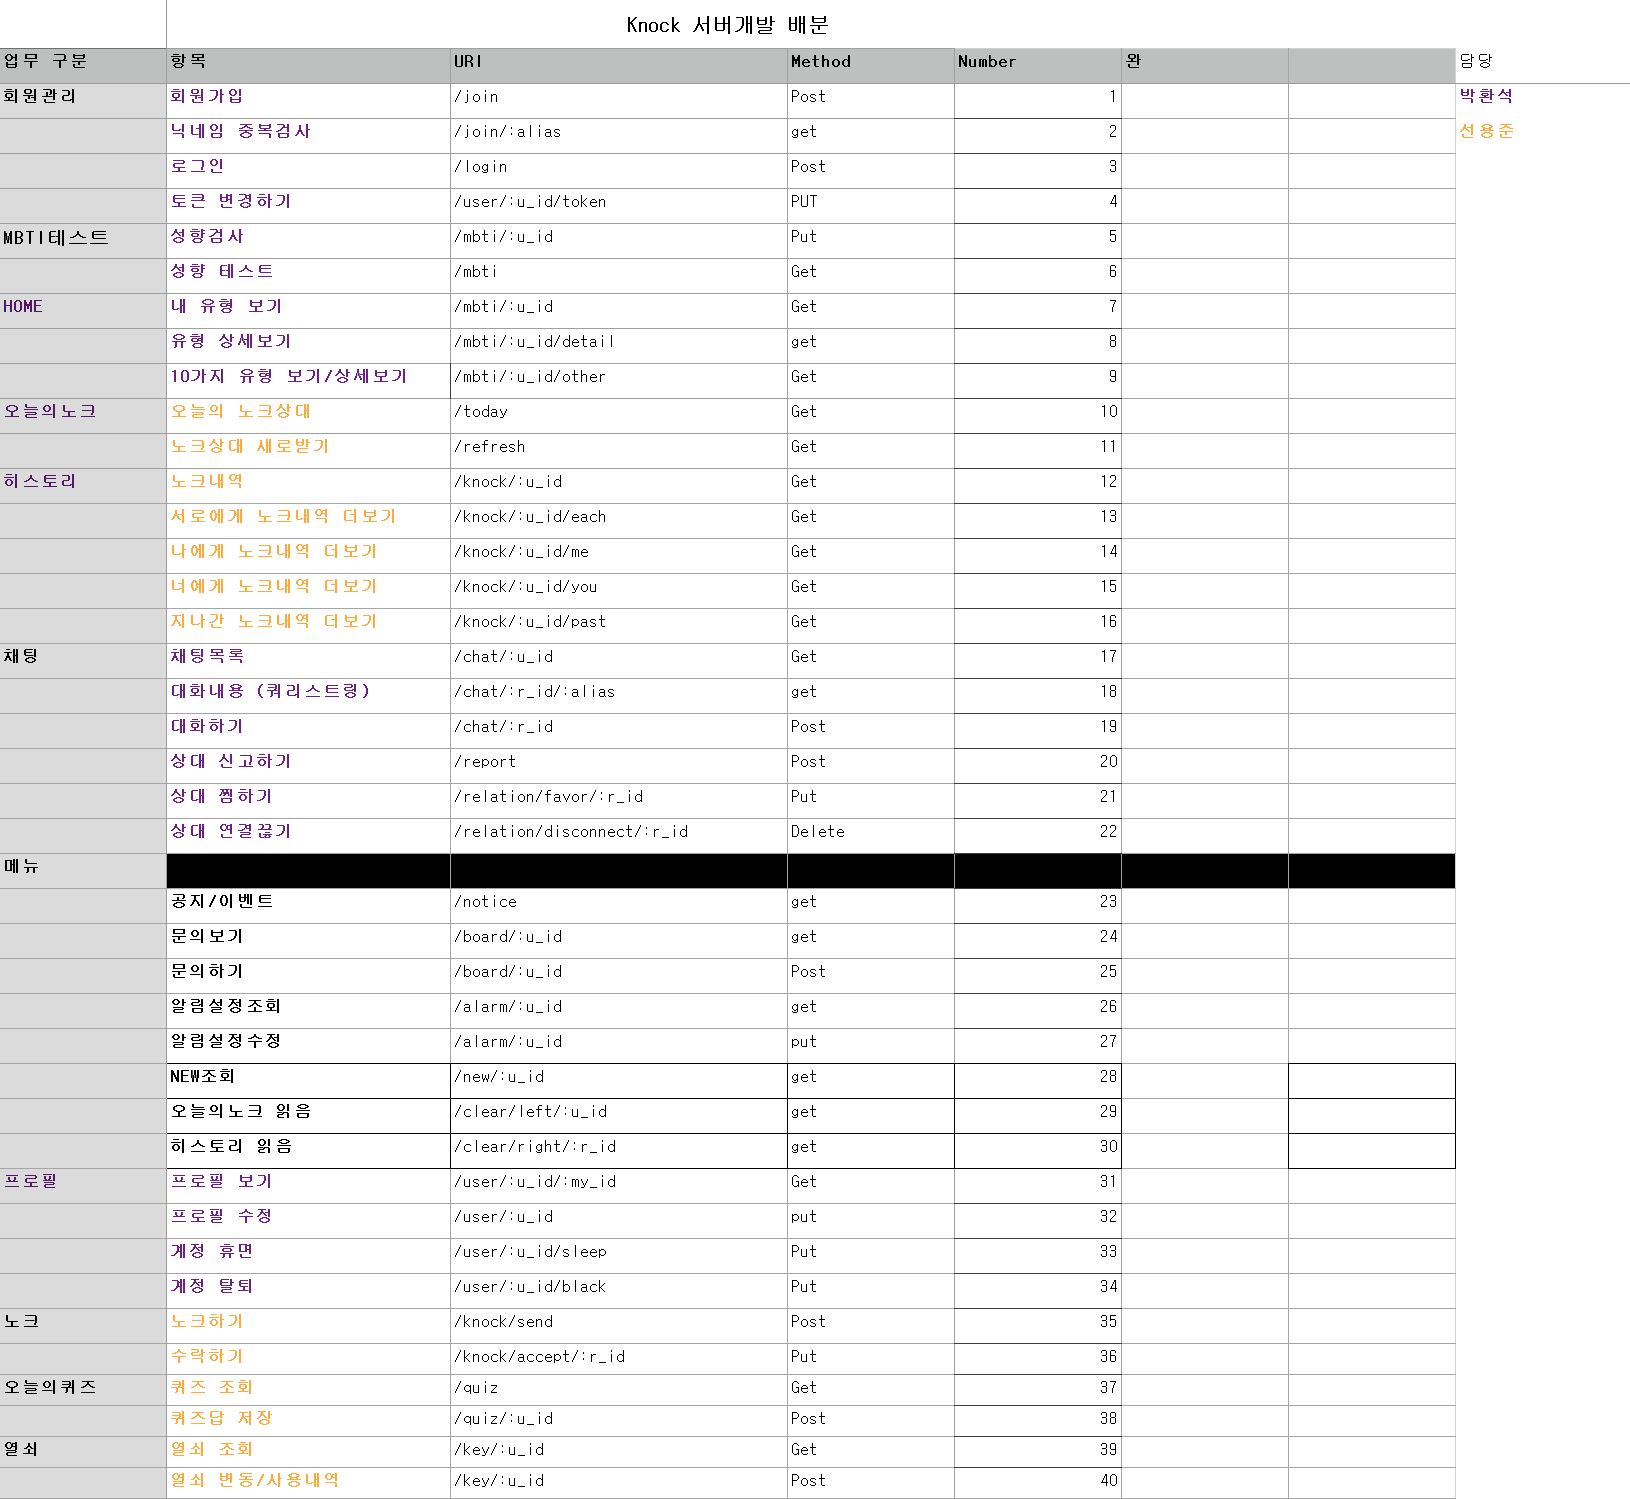 Knock 서버개발 배분
업무 구분 항목 URI Method Number 완 담당
회원관리 회원가입 /join Post 1 박환석
닉네임 중복검사 /join/:alias get 2 선용준
로그인 /login Post 3
토큰 변경하기 /user/:u_id/token PUT 4
MBTI테스트 성향검사 /mbti/:u_id Put 5
성향 테스트 /mbti Get 6
HOME 내 유형 보기 /mbti/:u_id Get 7
유형 상세보기 /mbti/:u_id/detail get 8
10가지 유형 보기/상세보기 /mbti/:u_id/other Get 9
오늘의노크 오늘의 노크상대 /today Get 10
노크상대 새로받기 /refresh Get 11
히스토리 노크내역 /knock/:u_id Get 12
서로에게 노크내역 더보기 /knock/:u_id/each Get 13
나에게 노크내역 더보기 /knock/:u_id/me Get 14
너에게 노크내역 더보기 /knock/:u_id/you Get 15
지나간 노크내역 더보기 /knock/:u_id/past Get 16
채팅 채팅목록 /chat/:u_id Get 17
대화내용 (쿼리스트링) /chat/:r_id/:alias get 18
대화하기 /chat/:r_id Post 19
상대 신고하기 /report Post 20
상대 찜하기 /relation/favor/:r_id Put 21
상대 연결끊기 /relation/disconnect/:r_id Delete 22
메뉴
공지/이벤트 /notice get 23
문의보기 /board/:u_id get 24
문의하기 /board/:u_id Post 25
알림설정조회 /alarm/:u_id get 26
알림설정수정 /alarm/:u_id put 27
NEW조회 /new/:u_id get 28
오늘의노크 읽음 /clear/left/:u_id get 29
히스토리 읽음 /clear/right/:r_id get 30
프로필 프로필 보기 /user/:u_id/:my_id Get 31
프로필 수정 /user/:u_id put 32
계정 휴면 /user/:u_id/sleep Put 33
계정 탈퇴 /user/:u_id/black Put 34
노크 노크하기 /knock/send Post 35
수락하기 /knock/accept/:r_id Put 36
오늘의퀴즈 퀴즈 조회 /quiz Get 37
퀴즈답 저장 /quiz/:u_id Post 38
열쇠 열쇠 조회 /key/:u_id Get 39
열쇠 변동/사용내역 /key/:u_id Post 40